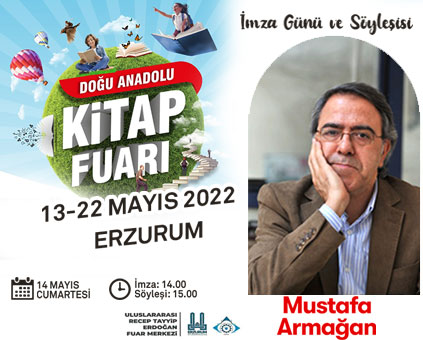 İmza Günü ve Söyleşisi
DOĞU ANADOLU
KİTAP
FUARI
13-22 MAYIS 2022
ERZURUM
14 MAYIS
CUMARTESİ
İmza: 14.00
Söyleşi: 15.00
ULUSLARARASI
RECEP TAYYİP
ERDOĞAN
FUAR MERKEZİ
Mustafa
Armağan